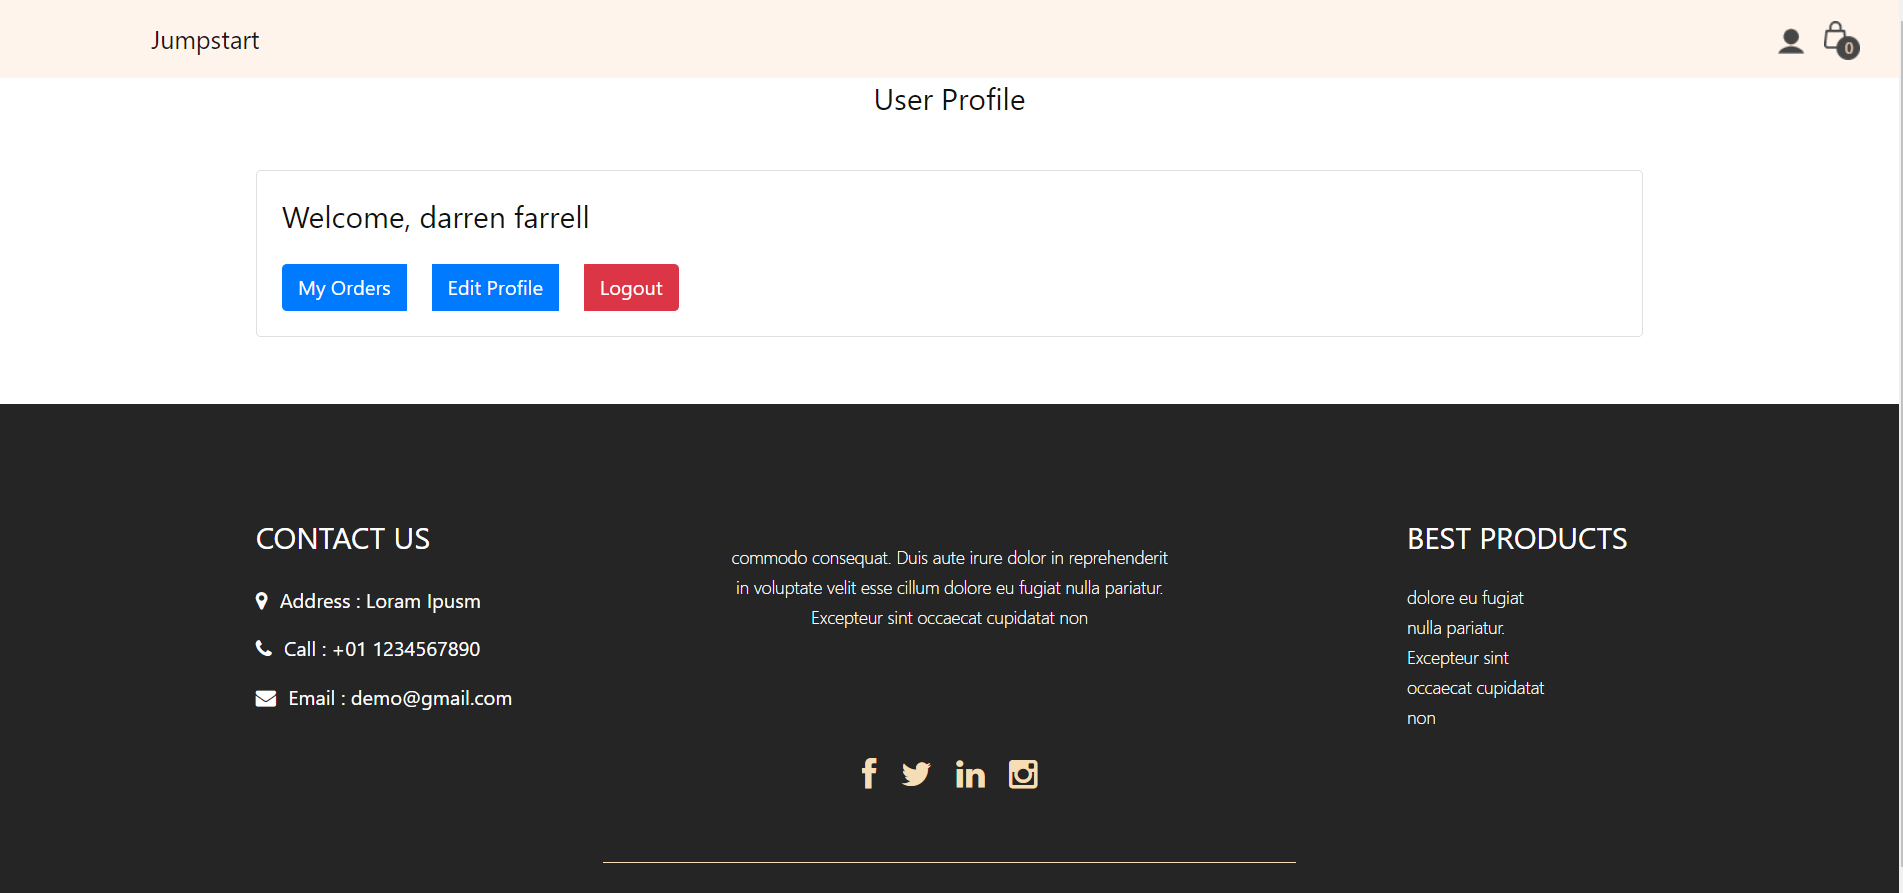 Jumpstart
0
User Profile
Welcome, darren farrell
My Orders
Edit Profile
Logout
CONTACT US
Address : Loram Ipusm
Call : +01 1234567890
Email : demo@gmail.com
commodo consequat. Duis aute irure dolor in reprehenderit
in voluptate velit esse cillum dolore eu fugiat nulla pariatur.
Excepteur sint occaecat cupidatat non
BEST PRODUCTS
dolore eu fugiat
nulla pariatur.
Excepteur sint
occaecat cupidatat
non